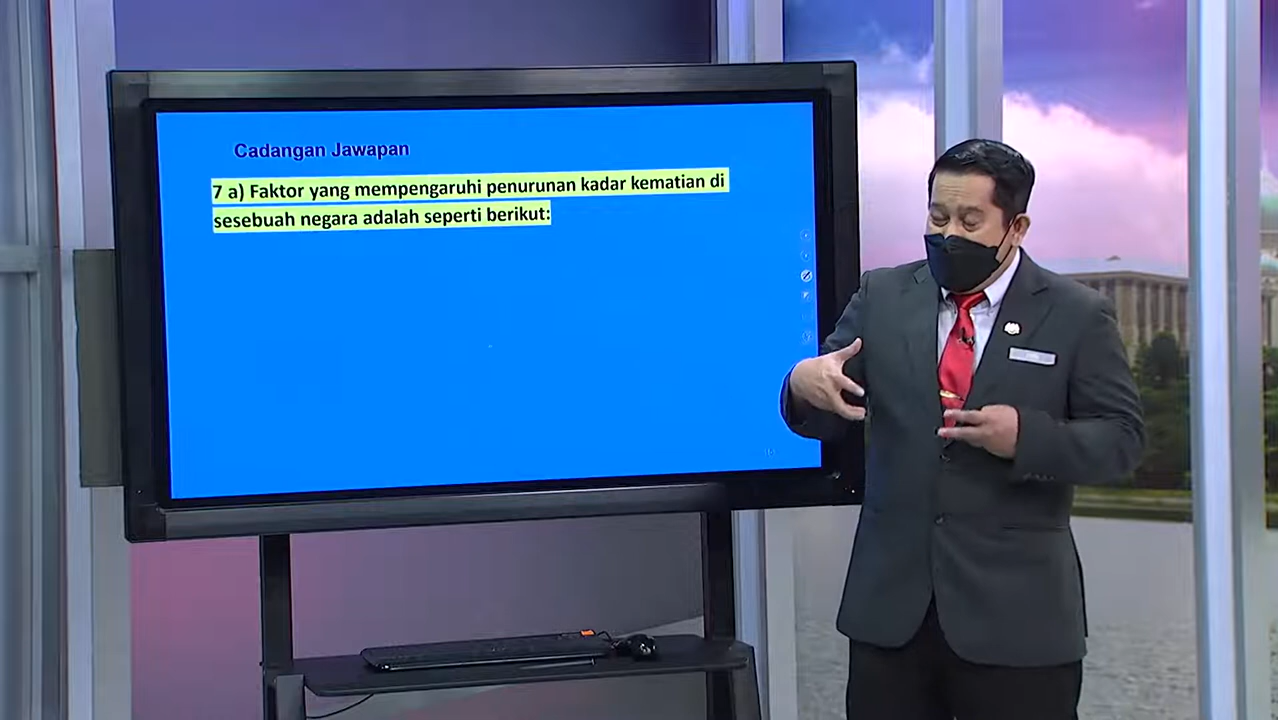 Cadangan Jawapan
7 a) Faktor yang mempengaruhi penurunan kadar kematian di
sesebuah negara adalah seperti berikut: